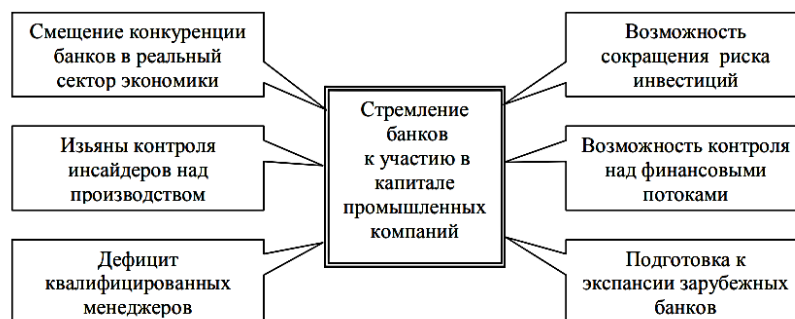 Смещение конкуренции
банков в реальный
сектор экономики
Изъяны контроля
инсайдеров над
производством
Дефицит
квалифицированных
менеджеров
Стремление
банков
к участию в
капитале
промышленных
компаний
Возможность
сокращения риска
инвестиций
Возможность контроля
над финансовыми
потоками
Подготовка к
экспансии зарубежных
банков